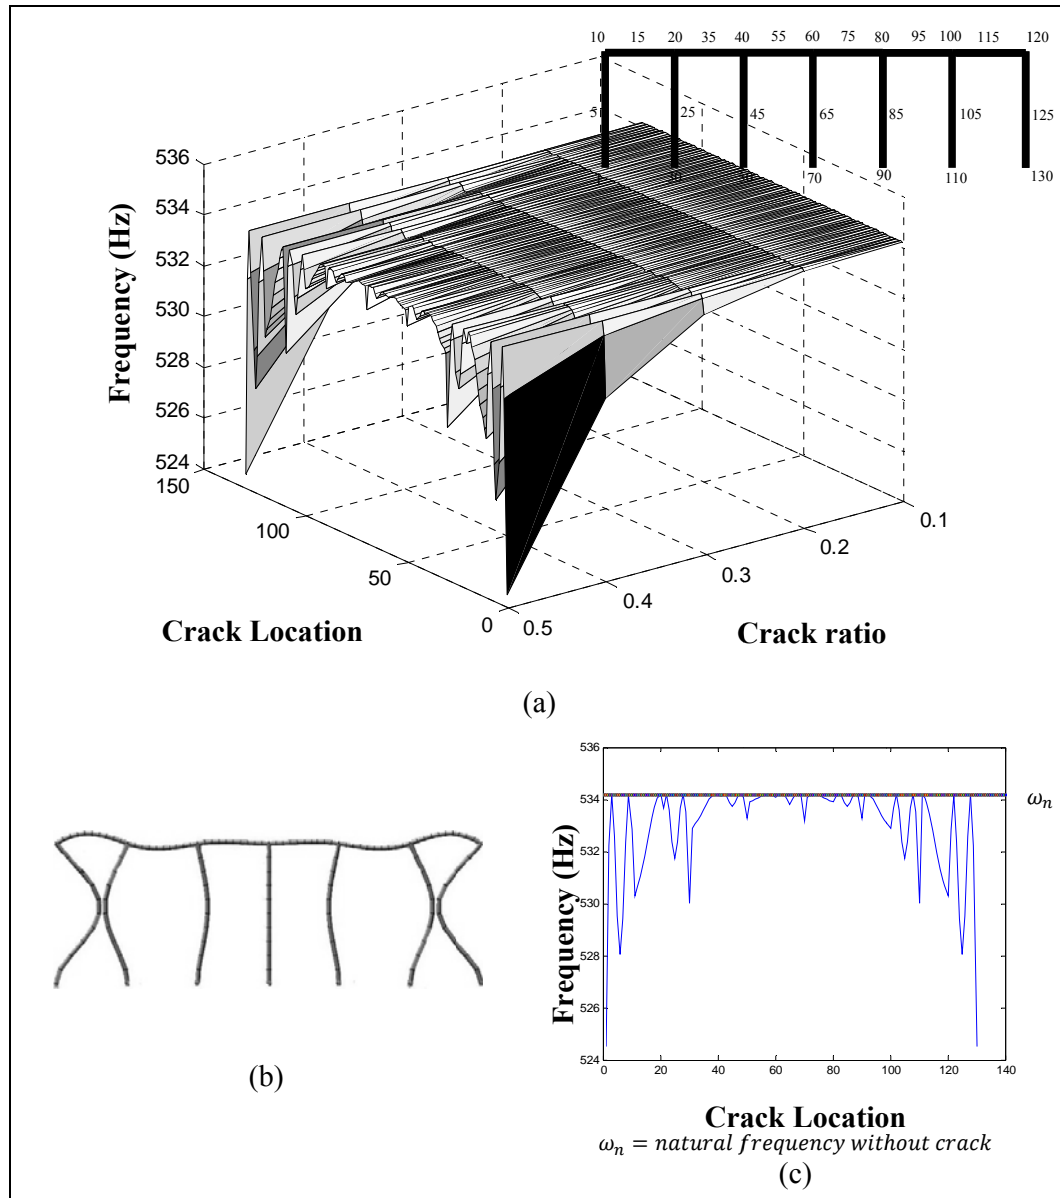 10 15 20 35 40 55 60 75 80 95 100 115 120
5 25 45 65 85 105 125
70 90 110 130
536
534
532
530
528
526
524
Frequency (Hz)
150
100
50
0
Crack Location
0.5
0.4
0.3
0.2
0.1
Crack ratio
(a)
(b)
536
534
532
530
528
526
524
Frequency (Hz)
ωn
0 20 40 60 80 100 120 140
Crack Location
ωn = natural frequency without crack
(c)